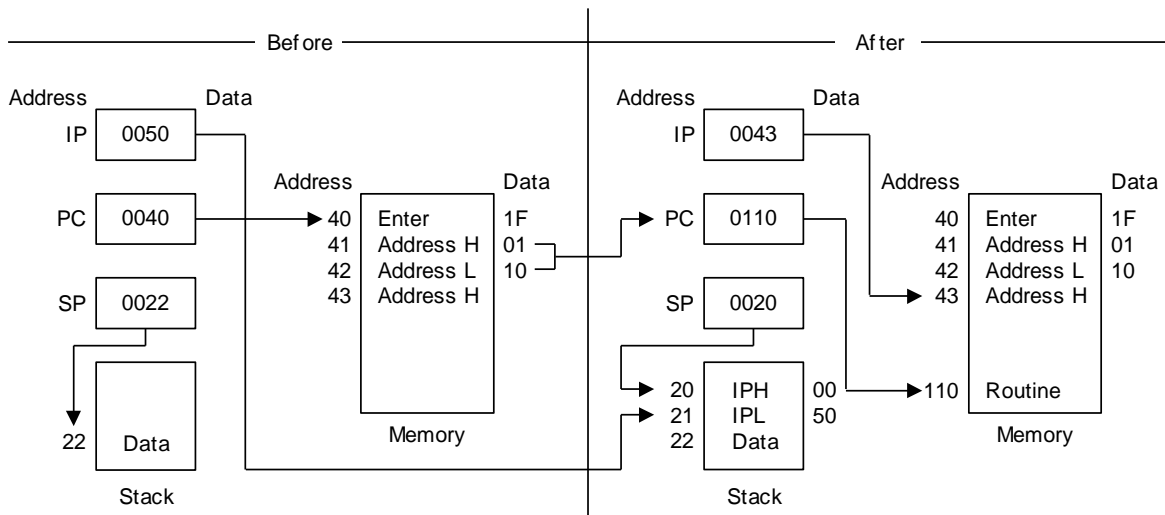 Before
After
Address Data
IP 0050
PC 0040
SP 0022
22 Data
Stack
Address Data
40 Enter 1F
41 Address H 01
42 Address L 10
43 Address H
Memory
Address Data
IP 0043
PC 0110
SP 0020
20 IPH 00
21 IPL 50
22 Data
Stack
Address Data
40 Enter 1F
41 Address H 01
42 Address L 10
43 Address H
110 Routine
Memory